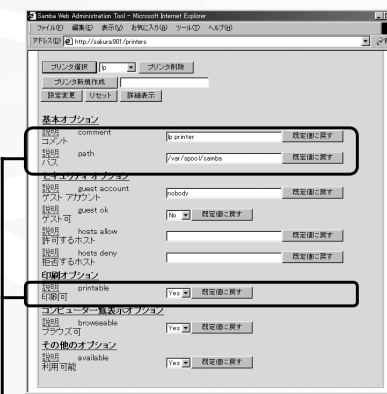 Samba Web Administration Tool - Microsoft Internet Explorer
ファイル(F) 編集(E) 表示(V) お気に入り(A) ツール(T) ヘルプ(H)
アドレス(D) http://sakura:901/printers
プリンタ選択 lp プリンタ削除
プリンタ新規作成
設定変更 リセット 詳細表示
基本オプション
説明 comment lp printer 既定値に戻す
コメント
説明 path /var/spool/samba 既定値に戻す
パス
セキュリティオプション
説明 guest account nobody 既定値に戻す
ゲスト アカウント
説明 guest ok No 既定値に戻す
ゲスト可
説明 hosts allow 既定値に戻す
許可するホスト
説明 hosts deny 既定値に戻す
拒否するホスト
印刷オプション
説明 printable Yes 既定値に戻す
印刷可
コンピューター覧表示オプション
説明 browseable Yes 既定値に戻す
ブラウズ可
その他のオプション
説明 available Yes 既定値に戻す
利用可能